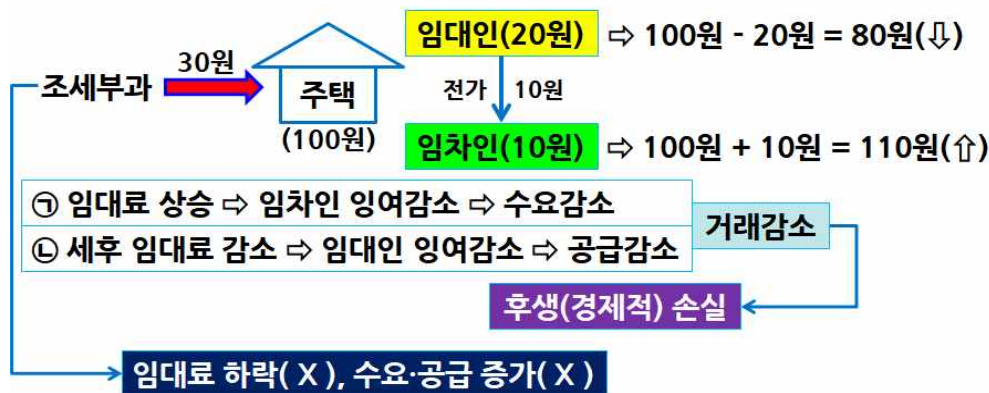 임대인(20원) ⇨ 100원 - 20원 = 80원(⇩)
30원
조세부과
주택
(100원)
전가 10원
임차인(10원) ⇨ 100원 + 10원 = 110원(⇧)
㉠ 임대료 상승 ⇨ 임차인 잉여감소 ⇨ 수요감소
㉡ 세후 임대료 감소 ⇨ 임대인 잉여감소 ⇨ 공급감소
거래감소
후생(경제적) 손실
임대료 하락( X ), 수요·공급 증가( X )